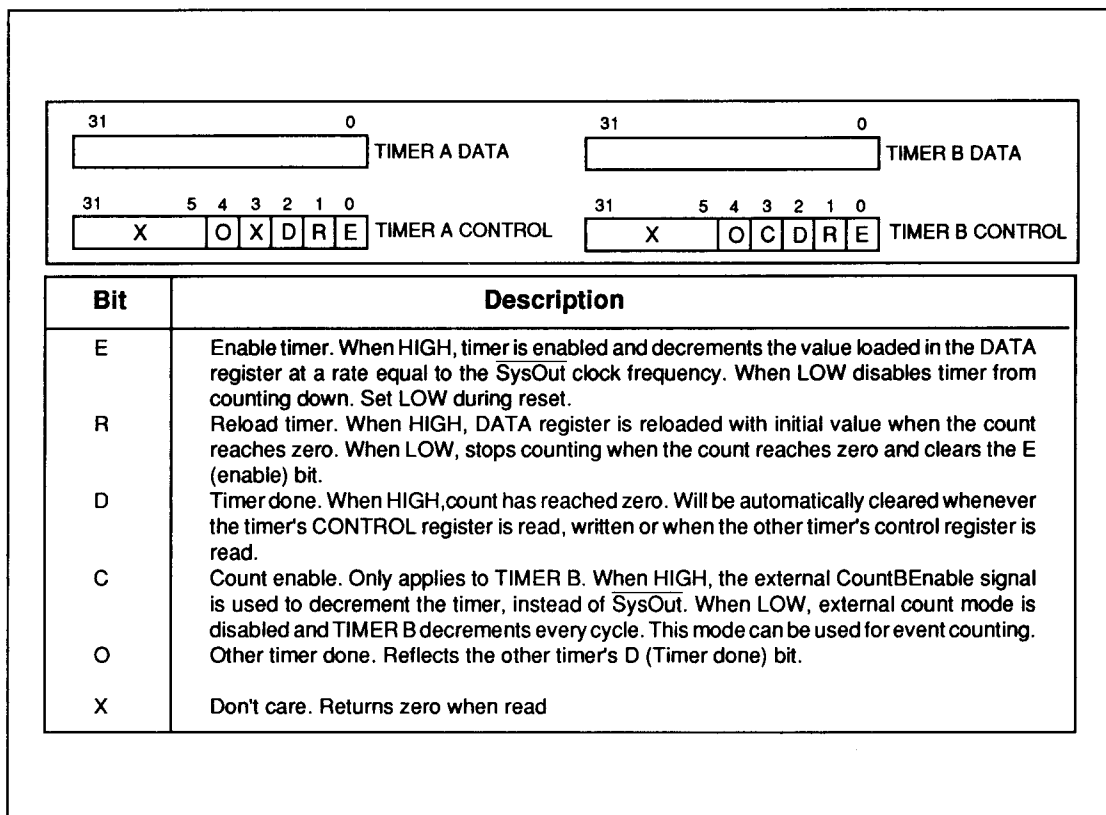 31 0 31 0
TIMER A DATA TIMER B DATA
31 5 4 3 2 1 0 31 5 4 3 2 1 0
X O X D R E TIMER A CONTROL X O C D R E TIMER B CONTROL
Bit Description
E Enable timer. When HIGH, timer is enabled and decrements the value loaded in the DATA
register at a rate equal to the SysOut clock frequency. When LOW disables timer from
counting down. Set LOW during reset.
R Reload timer. When HIGH, DATA register is reloaded with initial value when the count
reaches zero. When LOW, stops counting when the count reaches zero and clears the E
(enable) bit.
D Timer done. When HIGH,count has reached zero. Will be automatically cleared whenever
the timer's CONTROL register is read, written or when the other timer's control register is
read.
C Count enable. Only applies to TIMER B. When HIGH, the external CountBEnable signal
is used to decrement the timer, instead of SysOut. When LOW, external count mode is
disabled and TIMER B decrements every cycle. This mode can be used for event counting.
O Other timer done. Reflects the other timer's D (Timer done) bit.
X Don't care. Returns zero when read